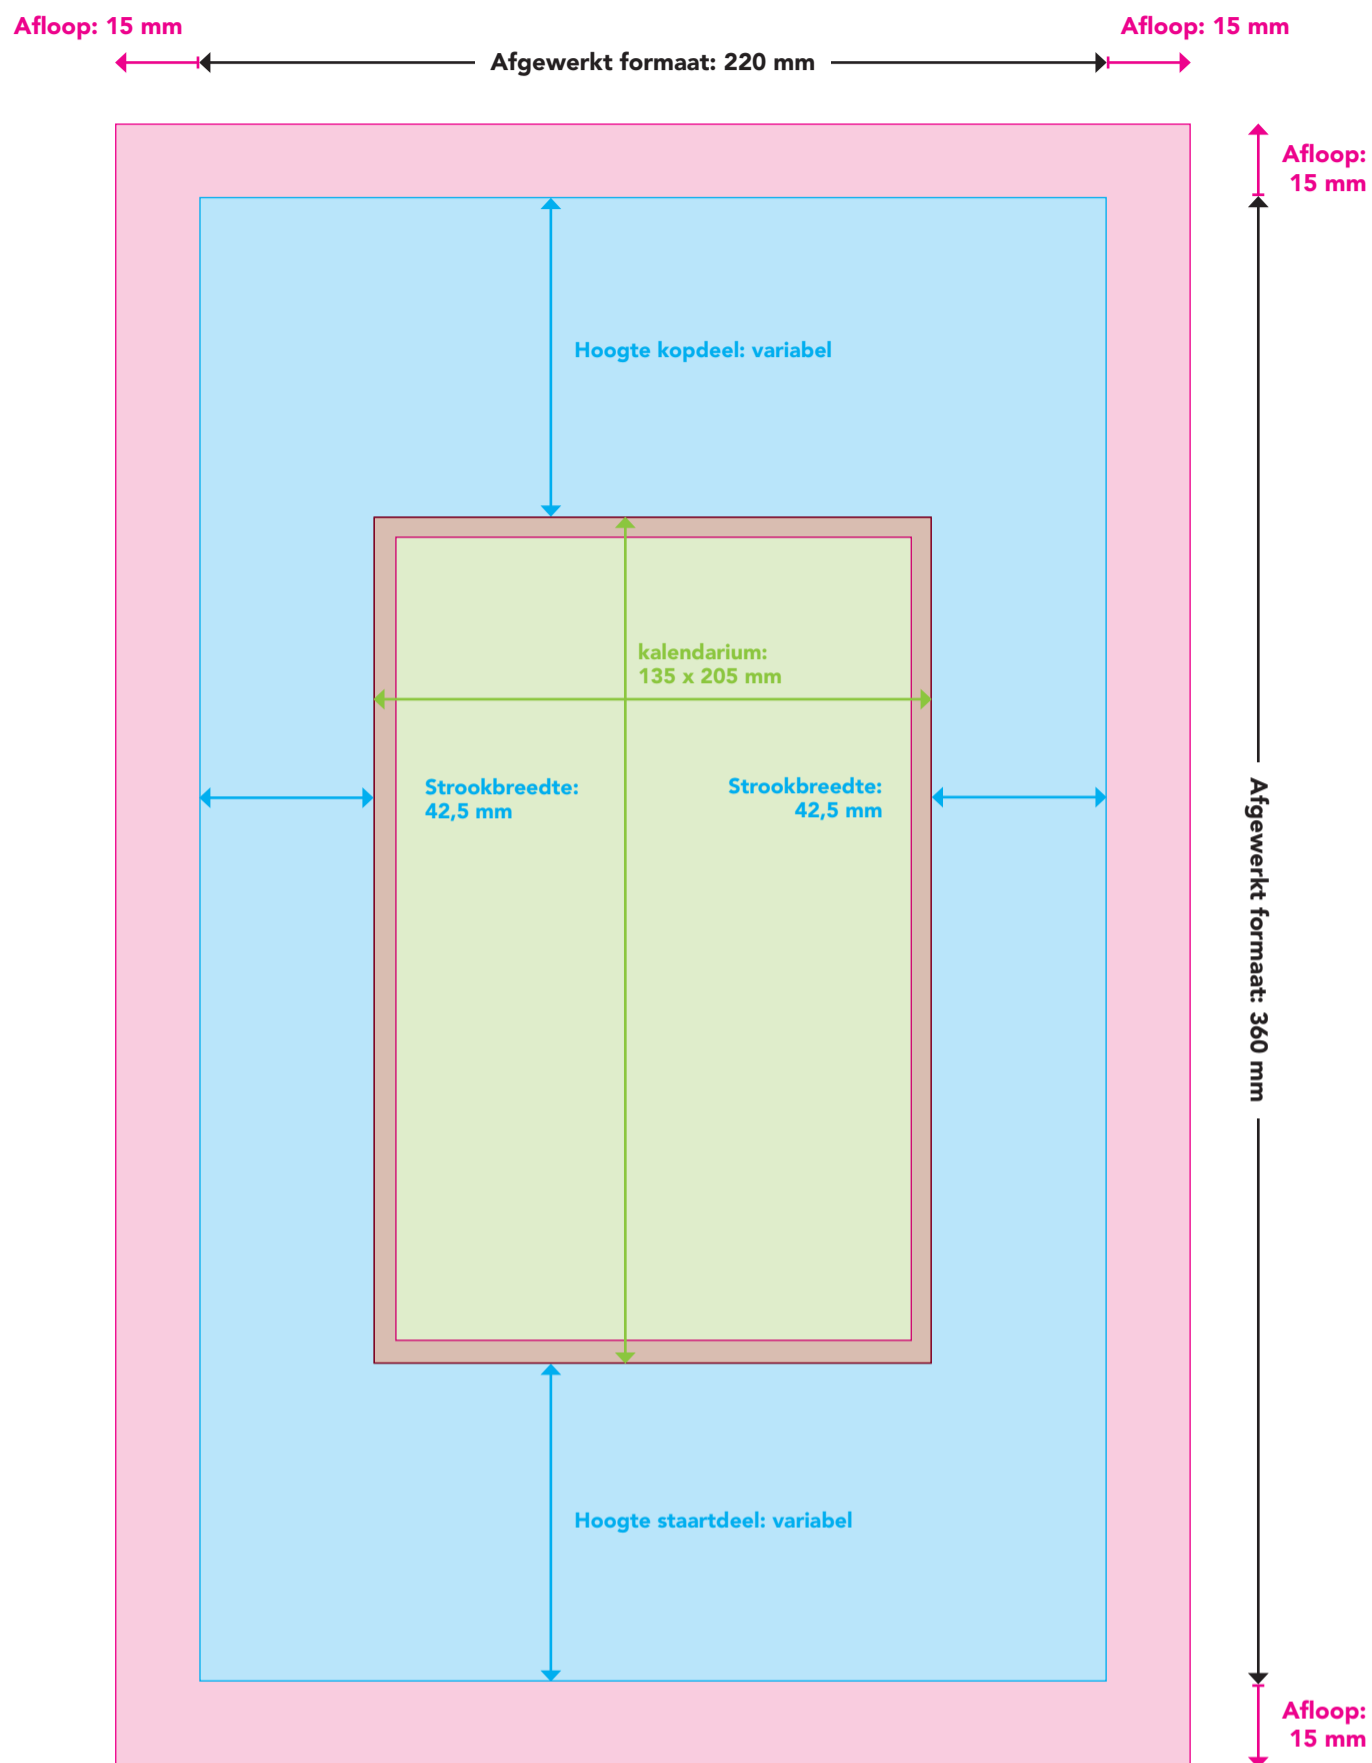 Afloop: 15 mm
Afloop: 15 mm
Afgewerkt formaat: 220 mm
Afloop:
15 mm
Hoogte kopdeel: variabel
kalendarium:
135 x 205 mm
Strookbreedte:
42,5 mm
Strookbreedte:
42,5 mm
Afgewerkt formaat: 360 mm
Hoogte staartdeel: variabel
Afloop:
15 mm